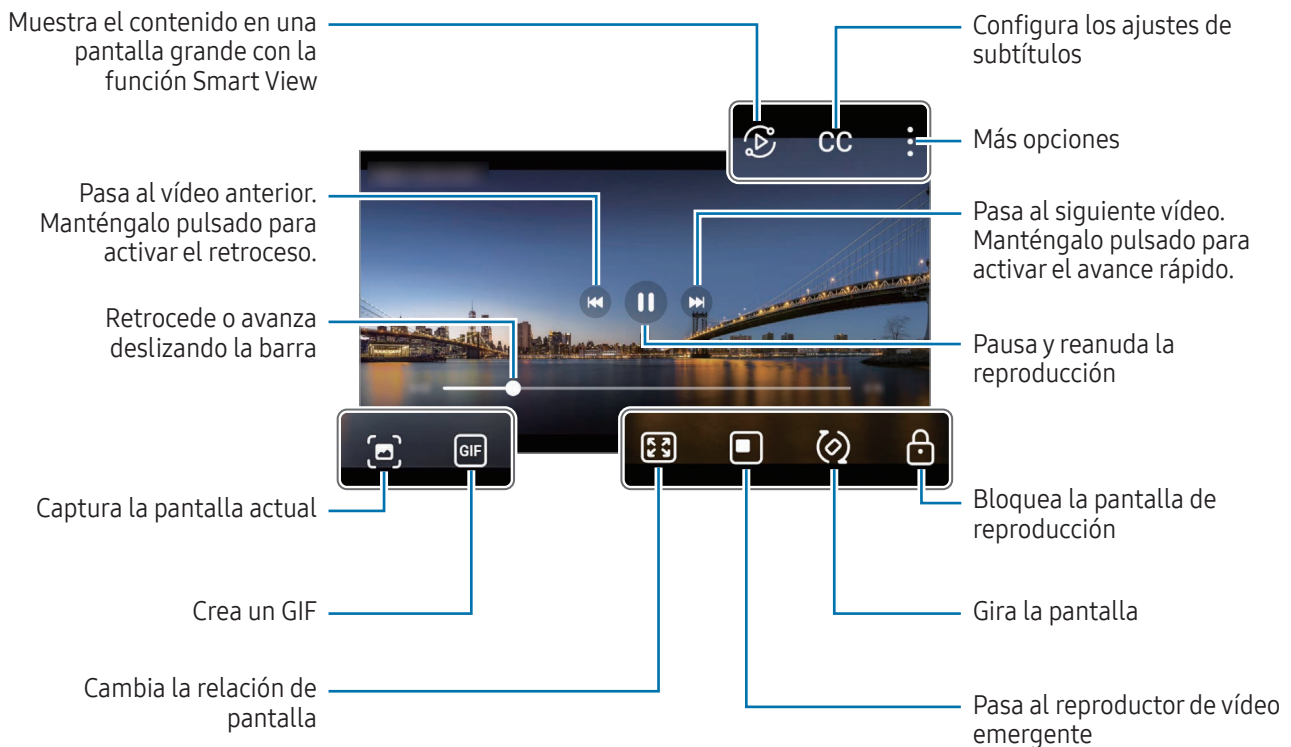 Muestra el contenido en una
pantalla grande con la
función Smart View
Configura los ajustes de
subtítulos
CC
Más opciones
Pasa al vídeo anterior.
Manténgalo pulsado para
activar el retroceso.
Pasa al siguiente vídeo.
Manténgalo pulsado para
activar el avance rápido.
Retrocede o avanza
deslizando la barra
Pausa y reanuda la
reproducción
GIF
Captura la pantalla actual
Bloquea la pantalla de
reproducción
Crea un GIF
Gira la pantalla
Cambia la relación de
pantalla
Pasa al reproductor de vídeo
emergente